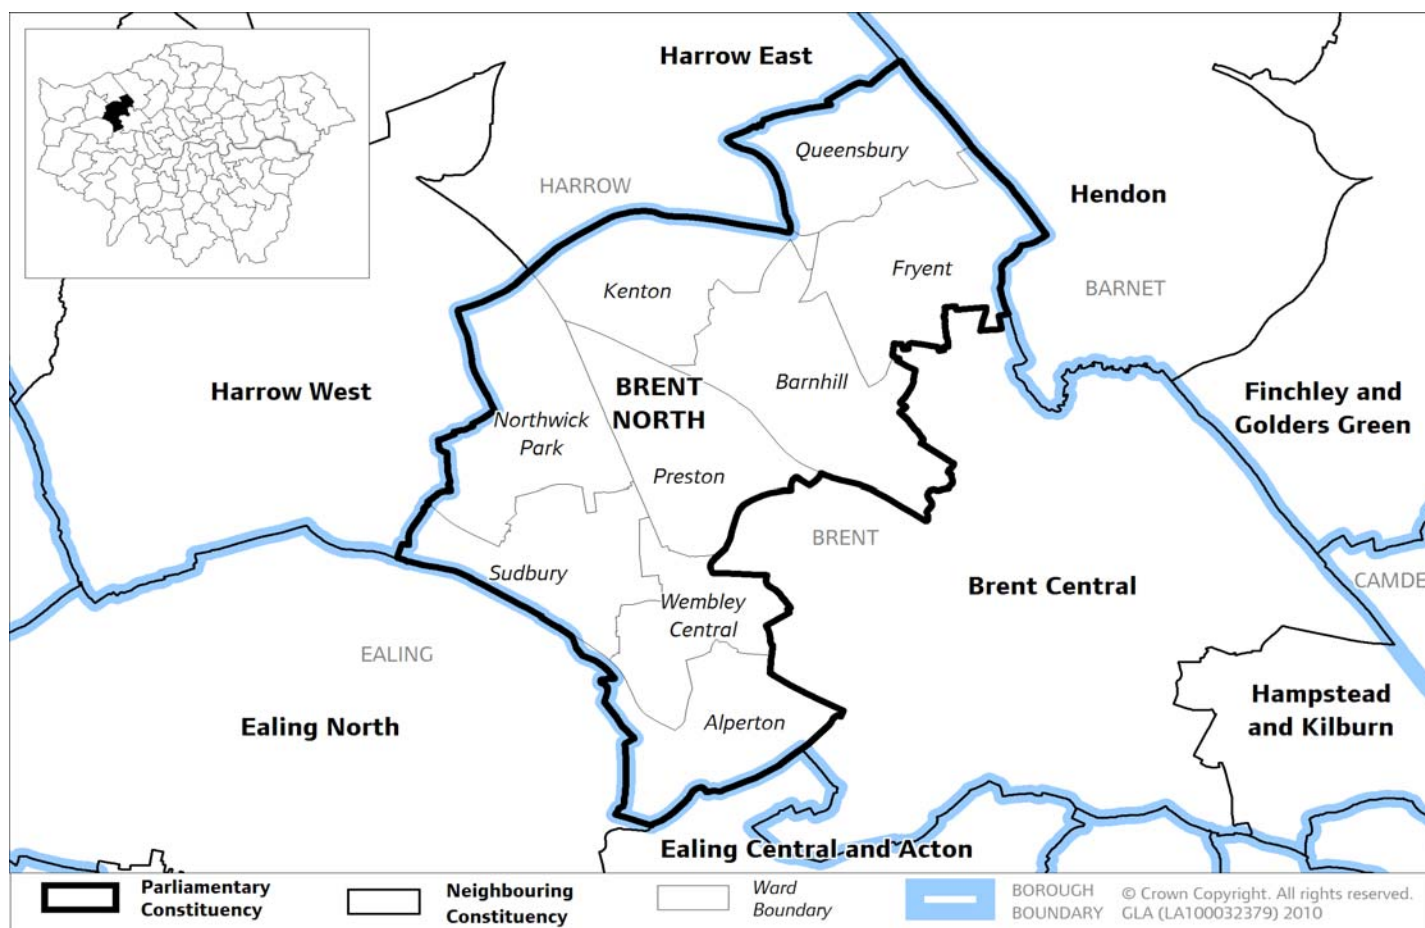 Harrow East
Queensbury
HARROW
Hendon
Kenton
Fryent
BARNET
Harrow West
BRENT
NORTH
Barnhill
Finchley and
Golders Green
Northwick
Park
Preston
BRENT
Sudbury
Brent Central
CAMDE
Wembley
Central
EALING
Hampstead
and Kilburn
Ealing North
Alperton
Ealing Central and Acton
Parliamentary
Constituency
Neighbouring
Constituency
Ward
Boundary
BOROUGH
BOUNDARY
© Crown Copyright. All rights reserved.
GLA (LA100032379) 2010